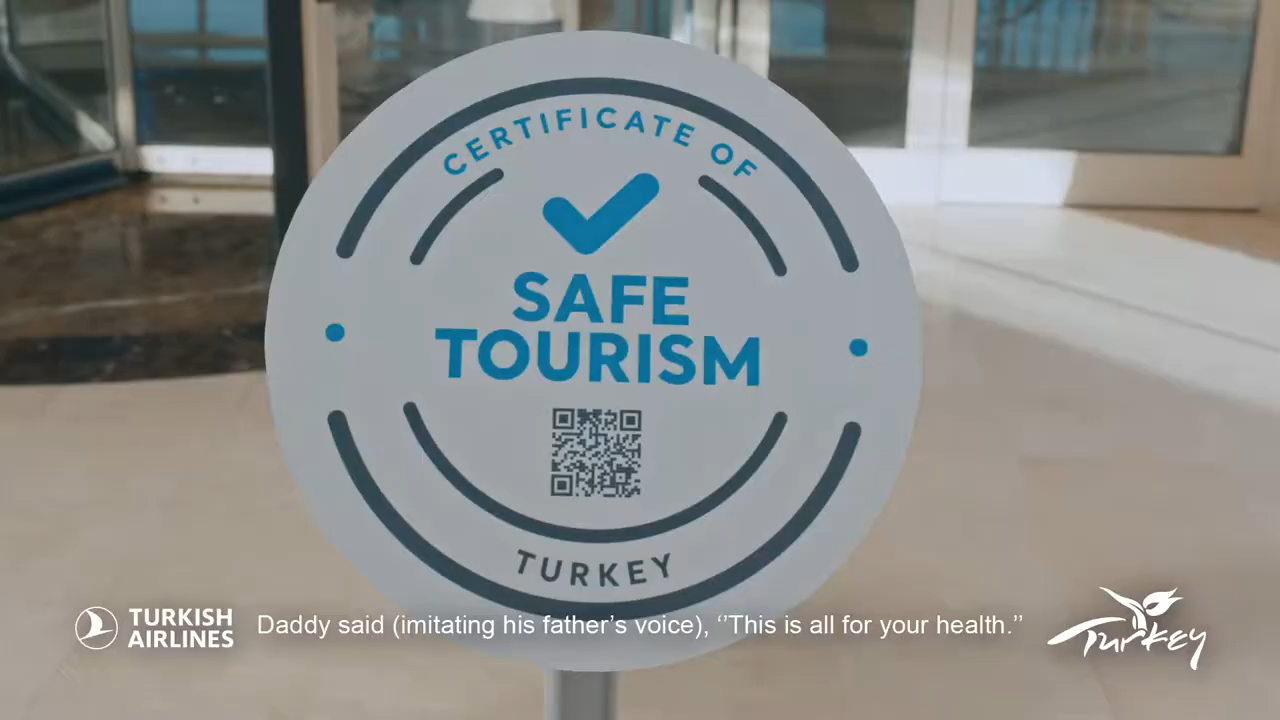 CERTIFICATE OF
SAFE
TOURISM
TURKEY
TURKISH
AIRLINES
Daddy said (imitating his father’s voice), ‘’This is all for your health.’’
Turkey